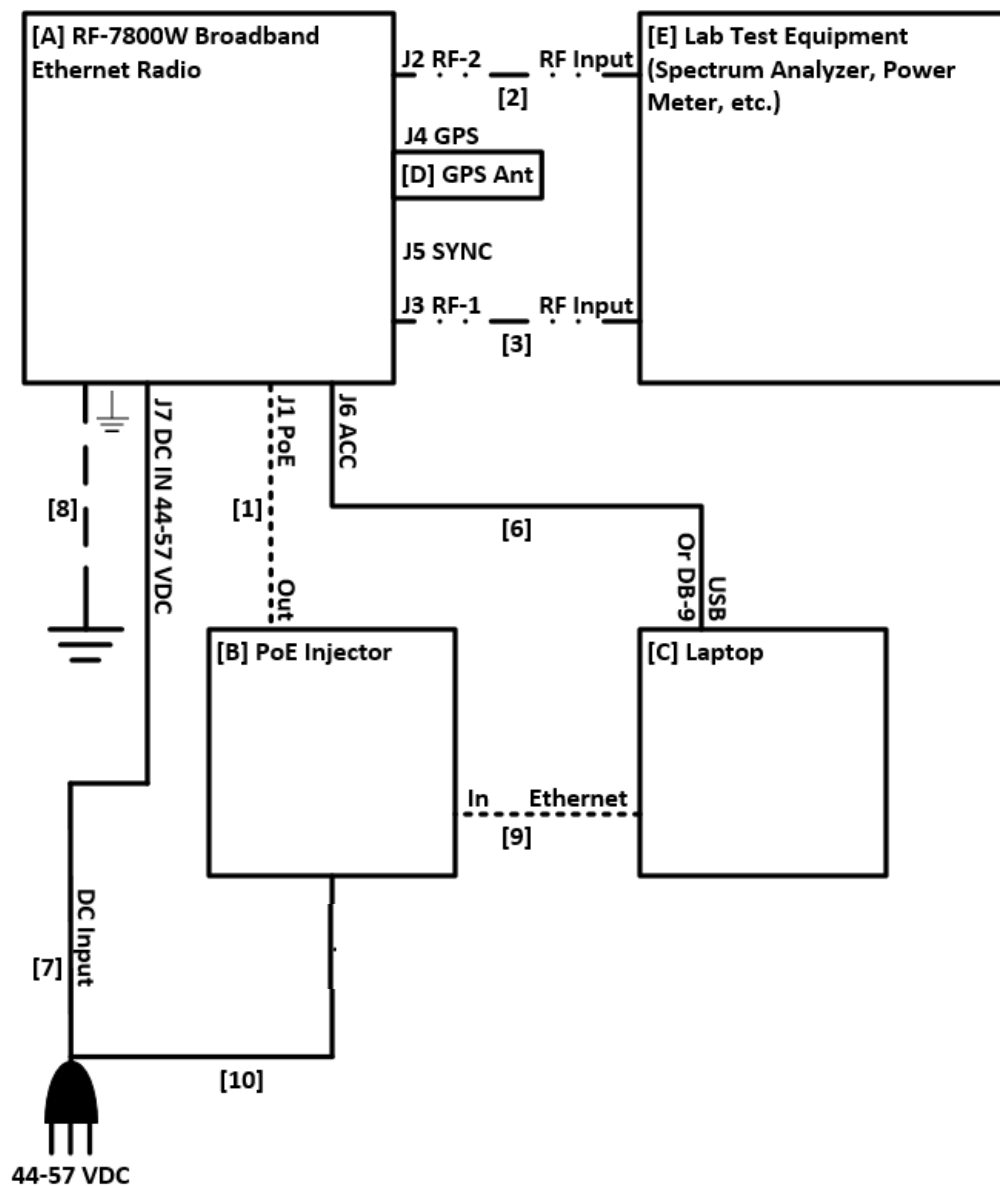 [A] RF-7800W Broadband
Ethernet Radio
J2 RF-2
RF Input
[2]
[E] Lab Test Equipment
(Spectrum Analyzer, Power
Meter, etc.)
J4 GPS
[D] GPS Ant
J5 SYNC
J3 RF-1
RF Input
[3]
J7 DC IN 44-57 VDC
J1 PoE
J6 ACC
[8]
[1]
[6]
Out
Or DB-9
USB
[B] PoE Injector
[C] Laptop
In
Ethernet
[9]
DC Input
[7]
[10]
44-57 VDC